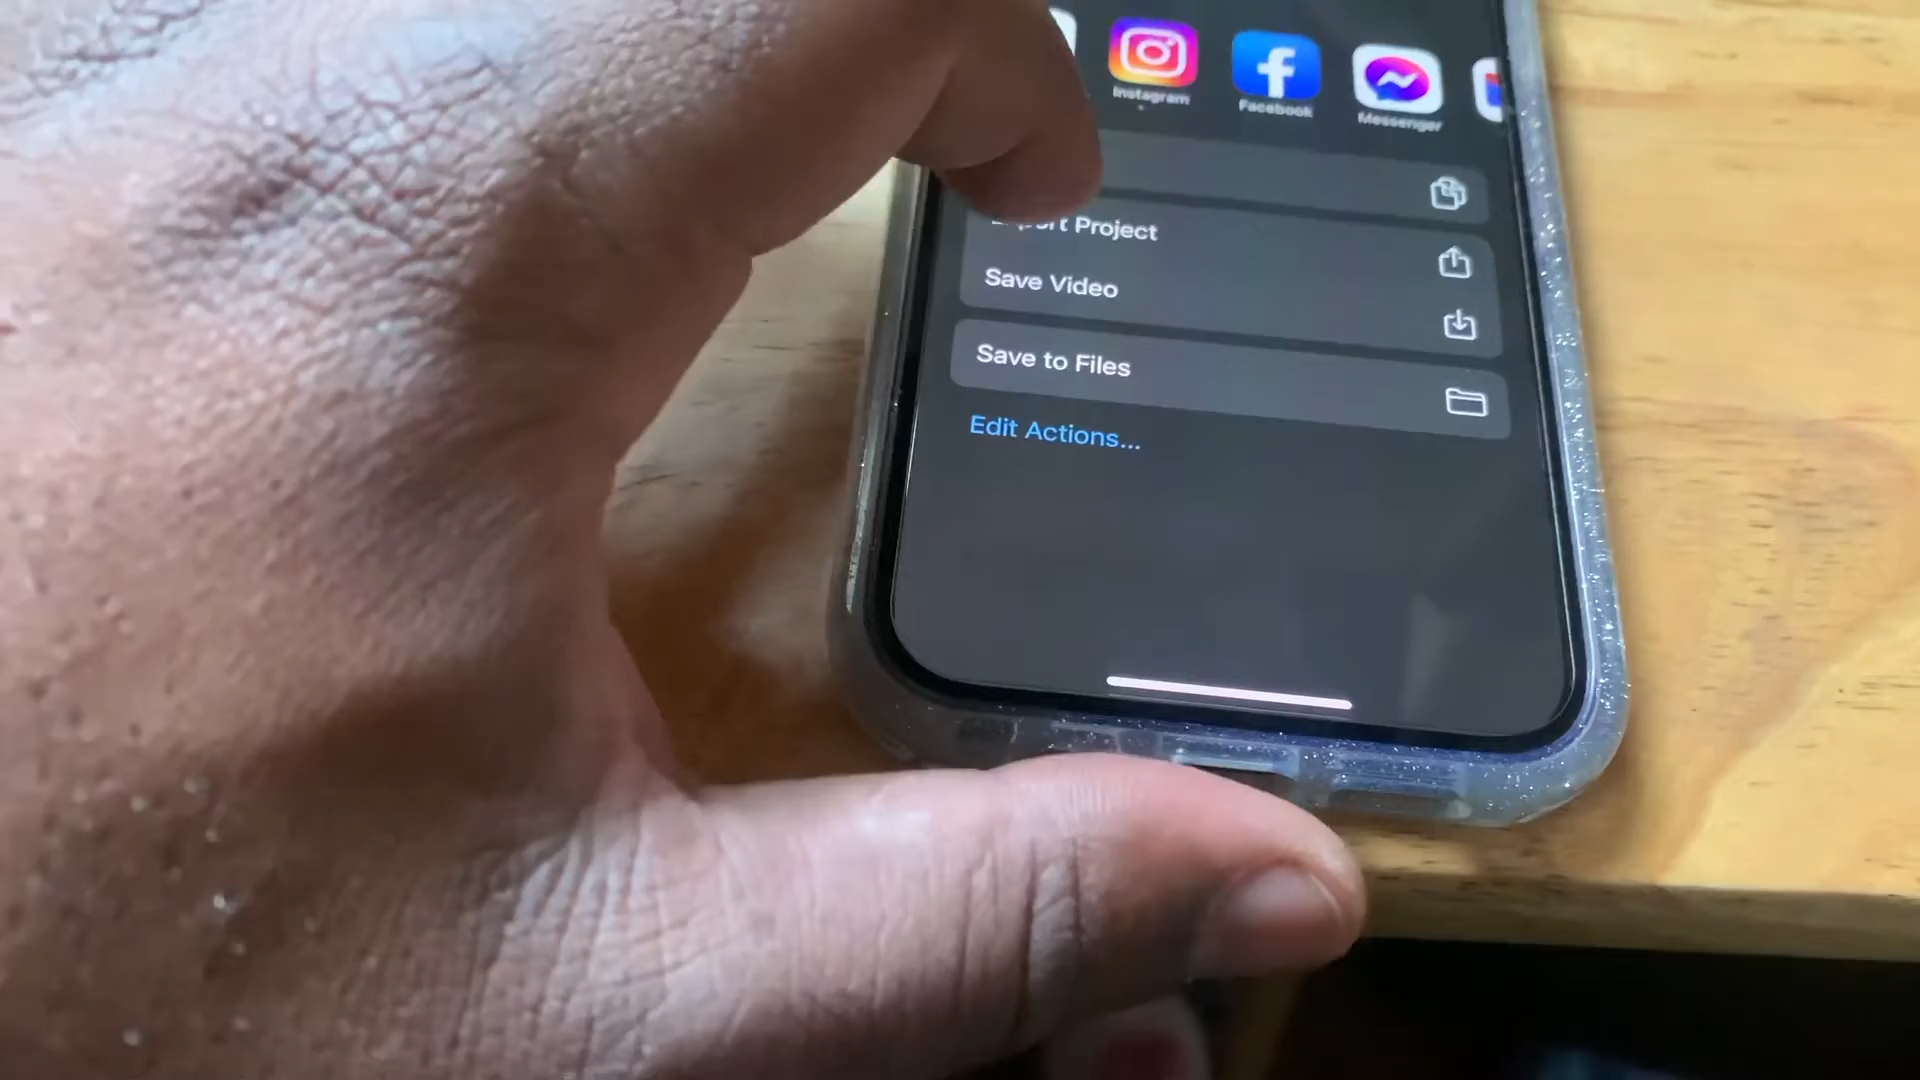 Instagram
Facebook
Messenger
Project
Save Video
Save to Files
Edit Actions...